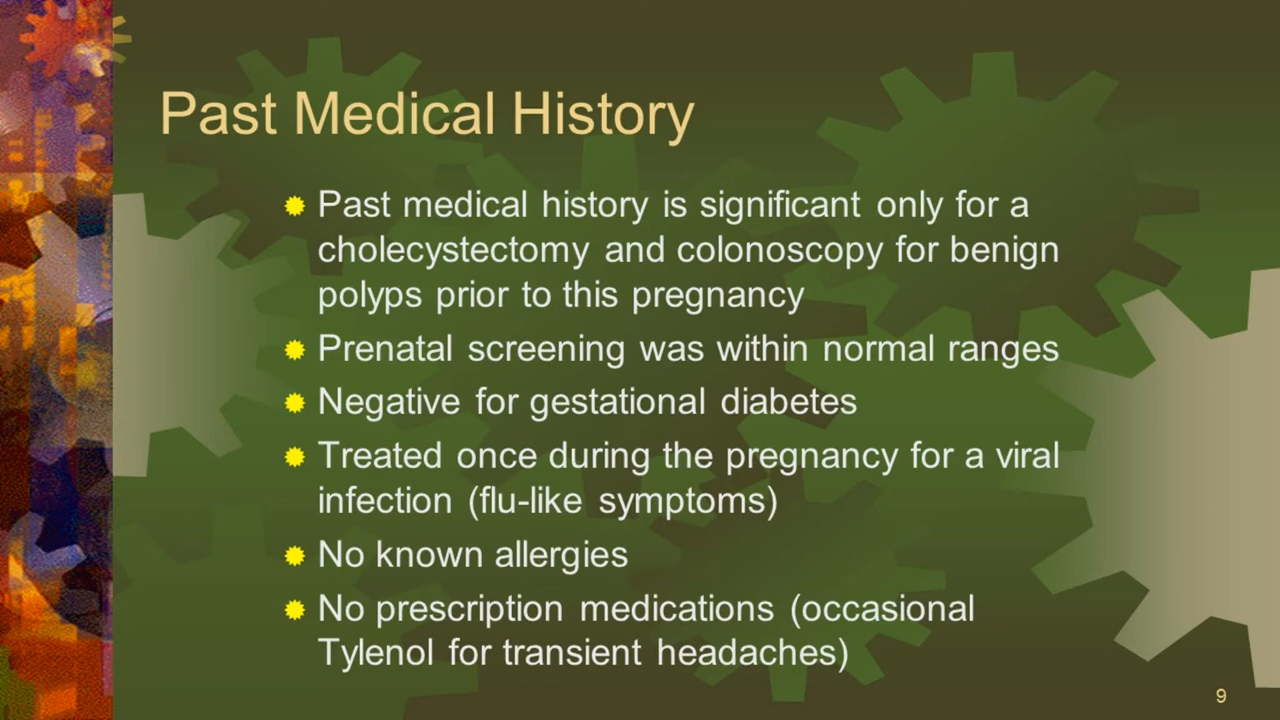 Past Medical History
Past medical history is significant only for a
cholecystectomy and colonoscopy for benign
polyps prior to this pregnancy
Prenatal screening was within normal ranges
Negative for gestational diabetes
Treated once during the pregnancy for a viral
infection (flu-like symptoms)
No known allergies
No prescription medications (occasional
Tylenol for transient headaches)
9